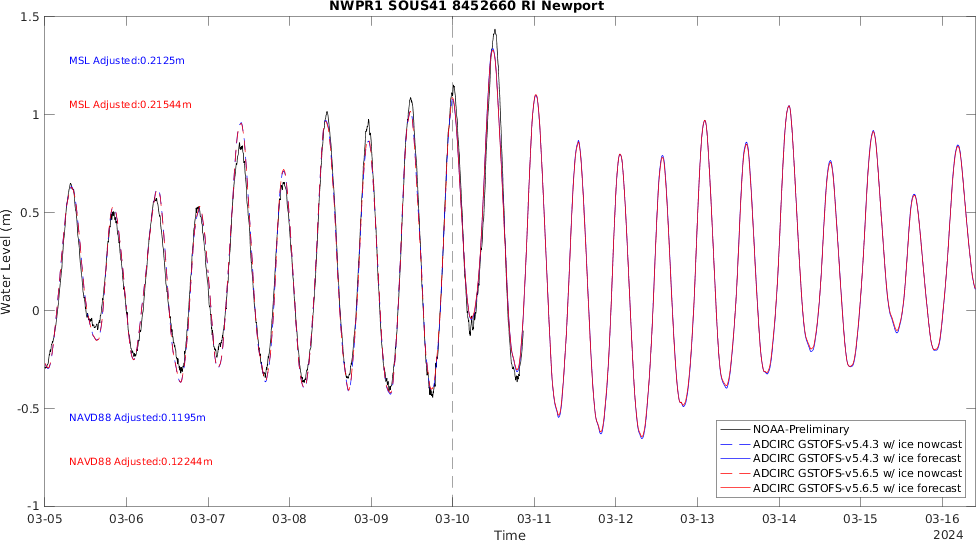 NWPR1 SOUS41 8452660 RI Newport
1.5
1
0.5
0
-0.5
-1
Water Level (m)
MSL Adjusted:0.2125m
MSL Adjusted:0.21544m
NAVD88 Adjusted:0.1195m
NAVD88 Adjusted:0.12244m
NOAA-Preliminary
ADCIRC GSTOFS-v5.4.3 w/ ice nowcast
ADCIRC GSTOFS-v5.4.3 w/ ice forecast
ADCIRC GSTOFS-v5.6.5 w/ ice nowcast
ADCIRC GSTOFS-v5.6.5 w/ ice forecast
03-05 03-06 03-07 03-08 03-09 03-10 03-11 03-12 03-13 03-14 03-15 03-16
Time
2024